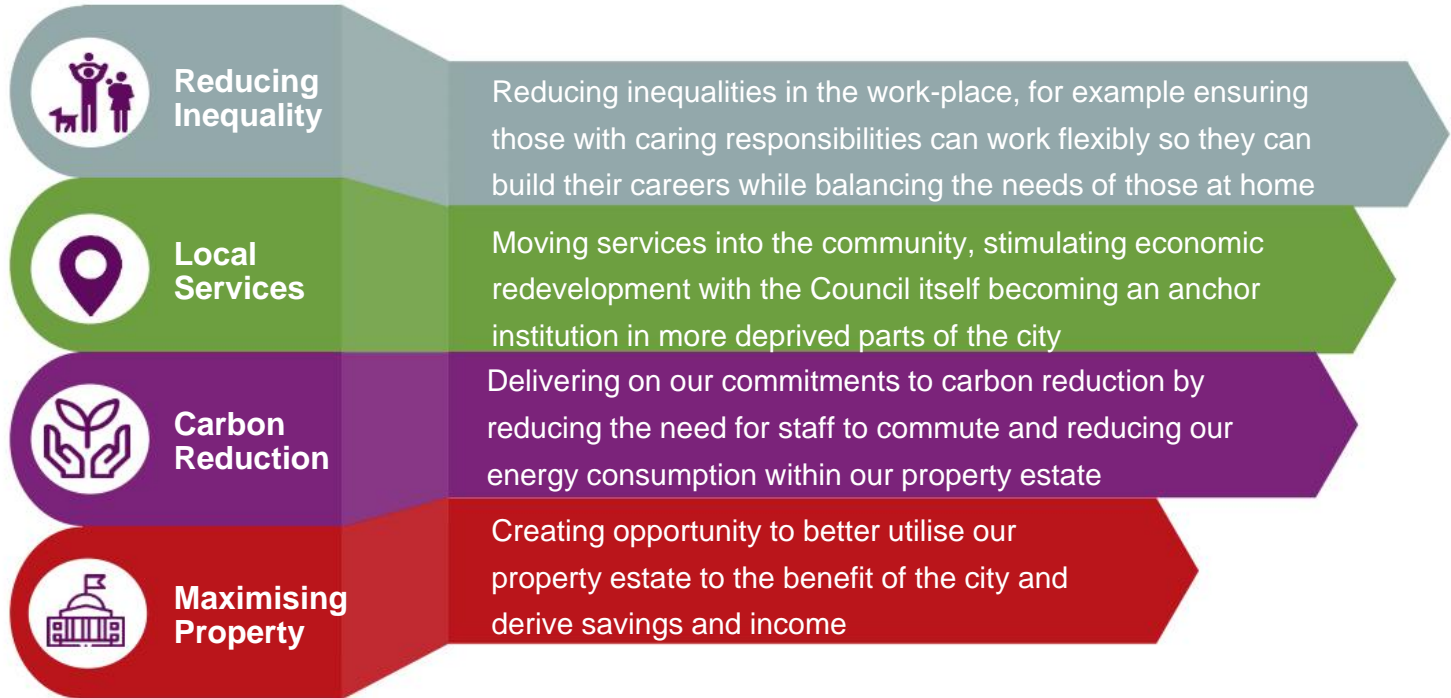 Reducing
Inequality
Reducing inequalities in the work-place, for example ensuring
those with caring responsibilities can work flexibly so they can
build their careers while balancing the needs of those at home
Local
Services
Moving services into the community, stimulating economic
redevelopment with the Council itself becoming an anchor
institution in more deprived parts of the city
Carbon
Reduction
Delivering on our commitments to carbon reduction by
reducing the need for staff to commute and reducing our
energy consumption within our property estate
Maximising
Property
Creating opportunity to better utilise our
property estate to the benefit of the city and
derive savings and income